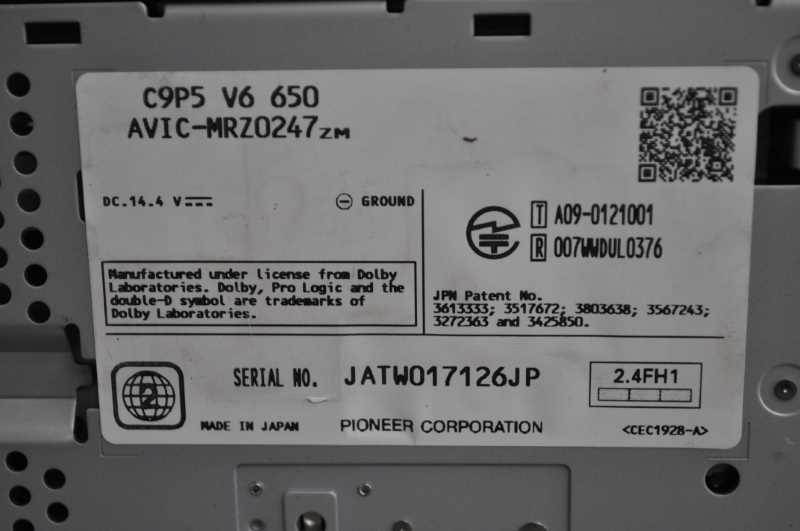 C9P5 V6 650
AVIC-MRZ0247ZM
DC.14.4 V
GROUND
T A09-0121001
R 007WWDUL0376
Manufactured under license from Dolby
Laboratories. Dolby, Pro Logic and the
double-D symbol are trademarks of
Dolby Laboratories.
JPN Patent No.
3613333; 3517672; 3803638; 3567243;
3272363 and 3425850.
2
SERIAL NO. JATW017126JP
2.4FH1
MADE IN JAPAN
PIONEER CORPORATION
<CEC1928-A>